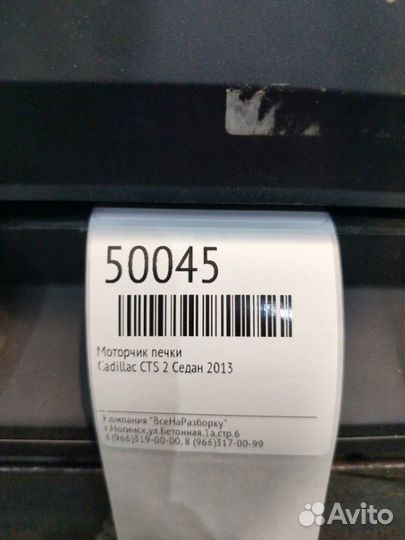 50045
Моторчик печки
Cadillac CTS 2 Седан 2013
Компания "ВсеНаРазборку"
г.Ногинск,ул.Бетонная,1а,стр.6
8 (966)319-00-00, 8 (966)317-00-99
Avito